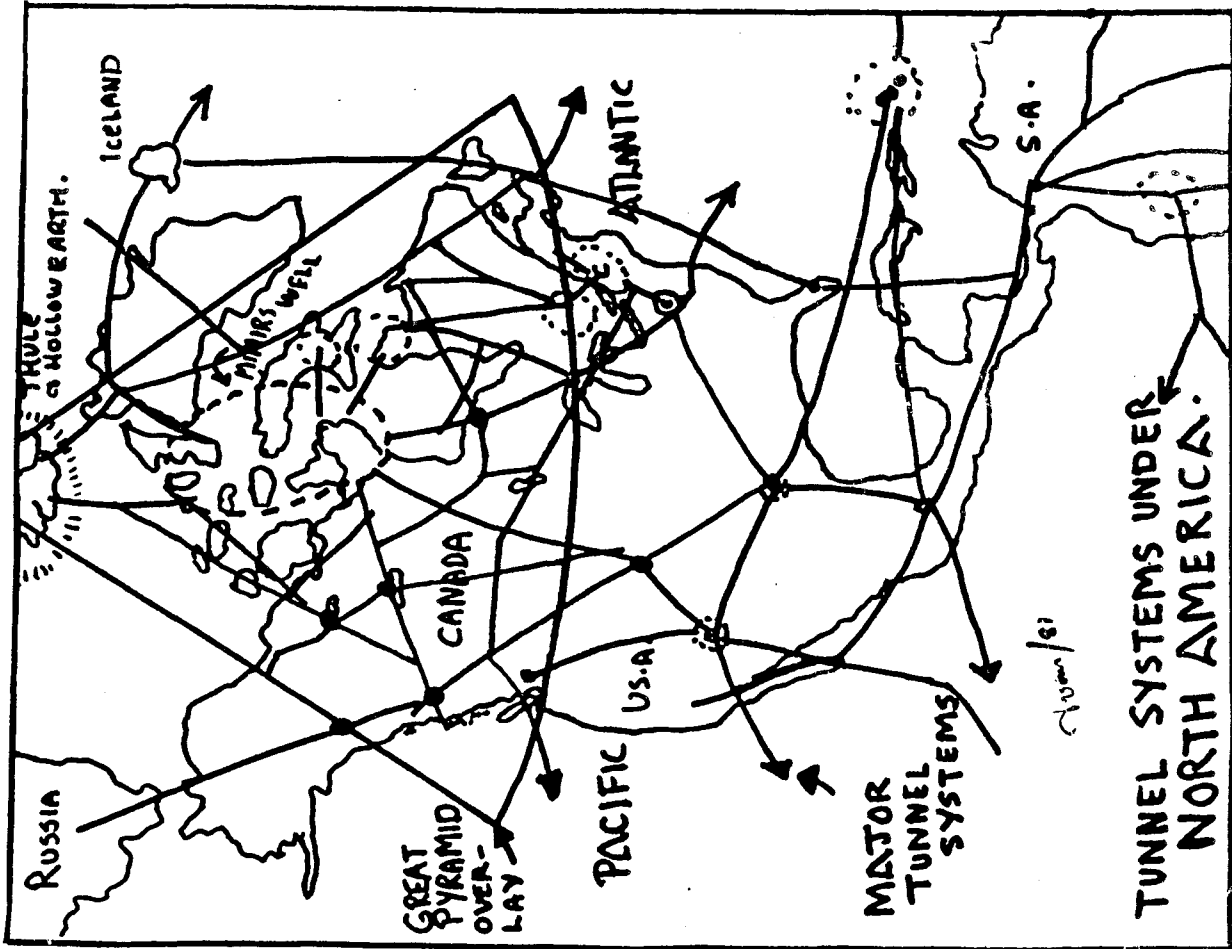 : THULE
HOLLOW EARTH.
ICELAND
RUSSIA
MIMIRS WELL
CANADA
GREAT
PYRAMID
OVER-
LAY
ATLANTIC
PACIFIC
U.S.A.
S.A.
MAJOR
TUNNEL
SYSTEMS
TUNNEL SYSTEMS UNDER
NORTH AMERICA.